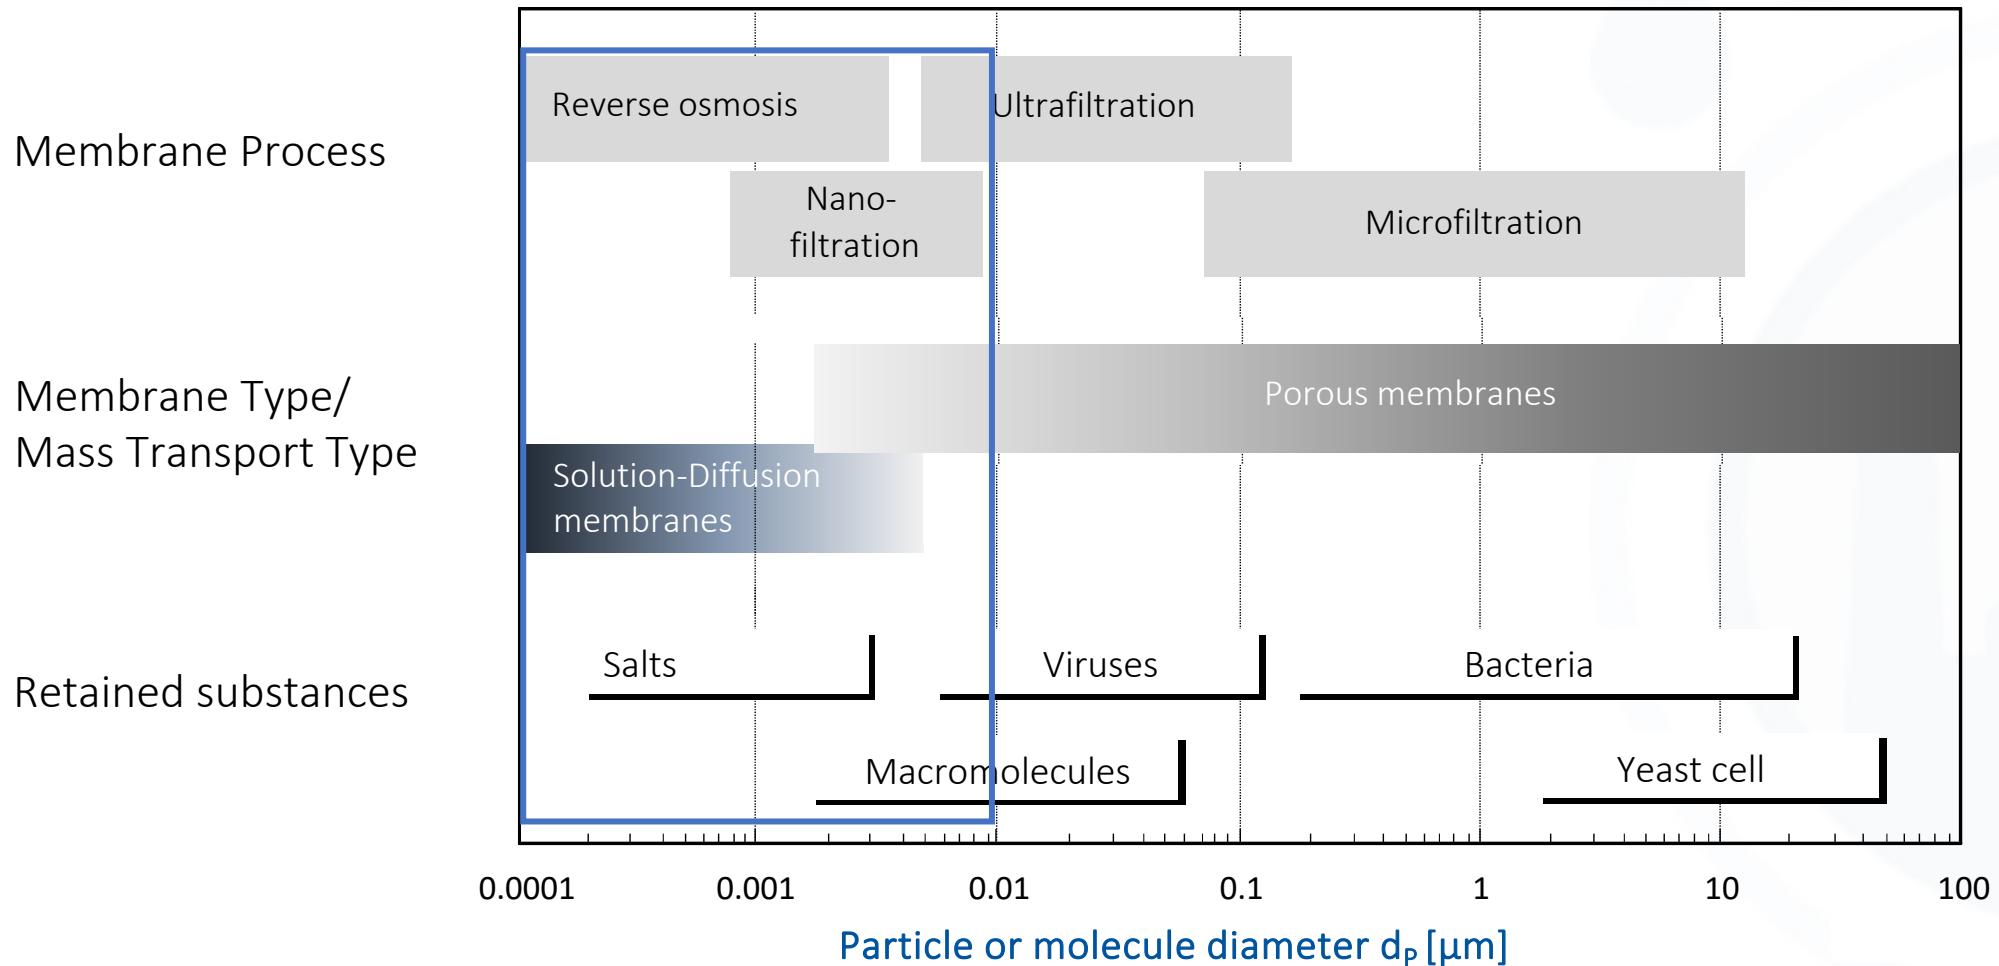 Reverse osmosis
Ultrafiltration
Membrane Process
Nano-
filtration
Microfiltration
Membrane Type/
Mass Transport Type
Porous membranes
Solution-Diffusion
membranes
Retained substances
Salts
Viruses
Bacteria
Macromolecules
Yeast cell
0.0001 0.001 0.01 0.1 1 10 100
Particle or molecule diameter dₚ [µm]